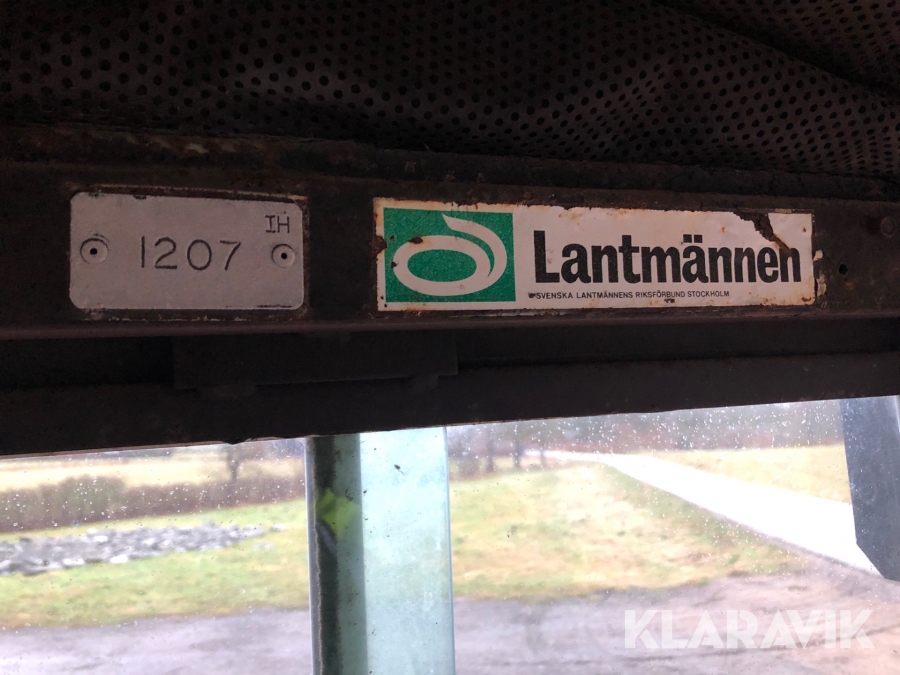 IH
1207
Lantmännen
SVENSKA LANTMÄNNENS RIKSFÖRBUND STOCKHOLM
KLARAVIK